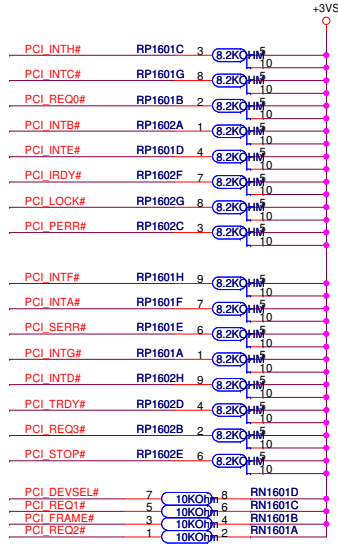 +3VS
PCI_INTH# RP1601C 3 8.2KOHM 5 10
PCI_INTC# RP1601G 8 8.2KOHM 5 10
PCI_REQ0# RP1601B 2 8.2KOHM 5 10
PCI_INTB# RP1602A 1 8.2KOHM 5 10
PCI_INTE# RP1601D 4 8.2KOHM 5 10
PCI_IRDY# RP1602F 7 8.2KOHM 5 10
PCI_LOCK# RP1602G 8 8.2KOHM 5 10
PCI_PERR# RP1602C 3 8.2KOHM 5 10
PCI_INTF# RP1601H 9 8.2KOHM 5 10
PCI_INTA# RP1601F 7 8.2KOHM 5 10
PCI_SERR# RP1601E 6 8.2KOHM 5 10
PCI_INTG# RP1601A 1 8.2KOHM 5 10
PCI_INTD# RP1602H 9 8.2KOHM 5 10
PCI_TRDY# RP1602D 4 8.2KOHM 5 10
PCI_REQ3# RP1602B 2 8.2KOHM 5 10
PCI_STOP# RP1602E 6 8.2KOHM 5 10
PCI_DEVSEL# 7 10KOhm 8 RN1601D
PCI_REQ1# 5 10KOhm 6 RN1601C
PCI_FRAME# 3 10KOhm 4 RN1601B
PCI_REQ2# 1 10KOhm 2 RN1601A